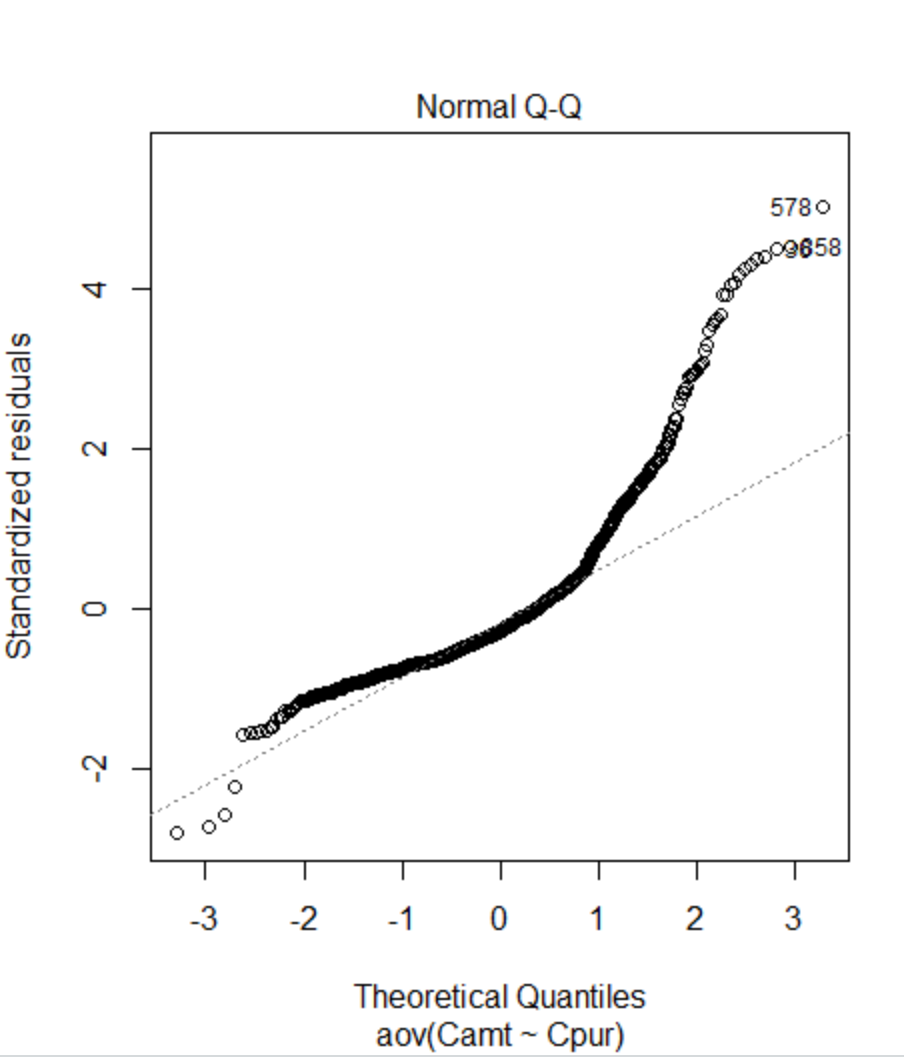 Normal Q-Q
578
858
4
2
0
-2
Standardized residuals
-3 -2 -1 0 1 2 3
Theoretical Quantiles
aov(Camt ~ Cpur)